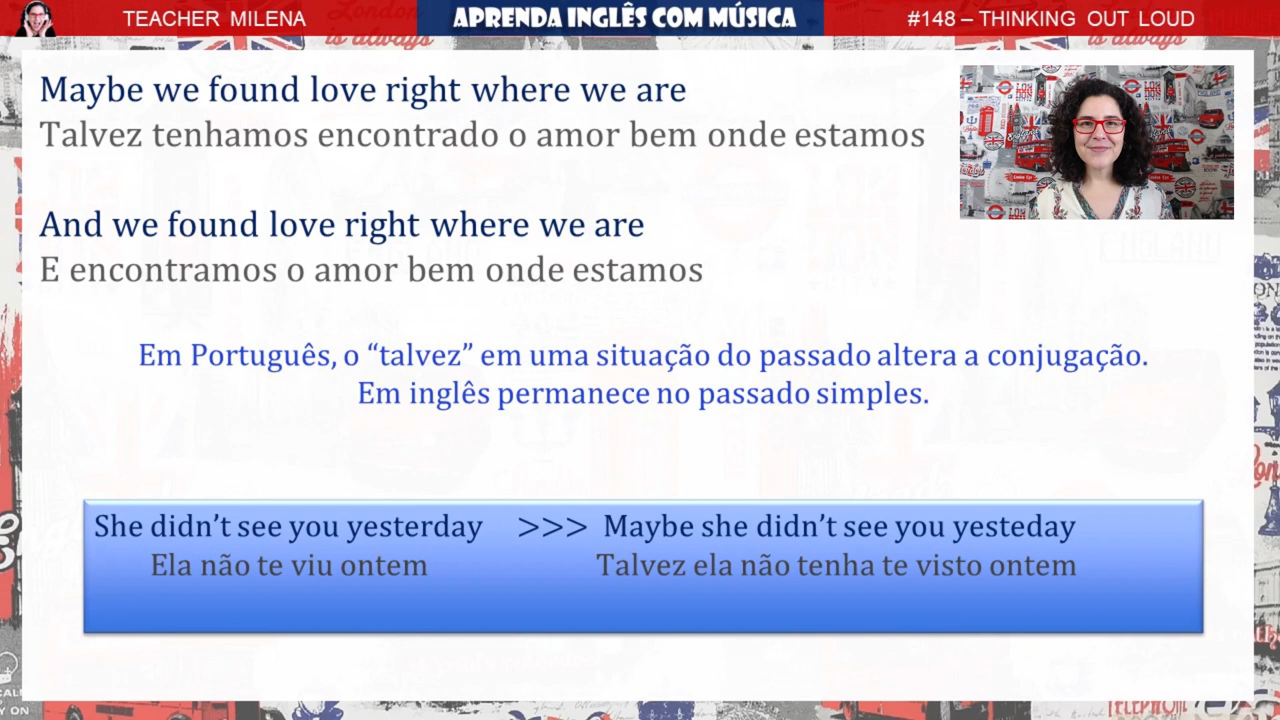 TEACHER MILENA
APRENDA INGLÊS COM MÚSICA
#148 – THINKING OUT LOUD
Maybe we found love right where we are
Talvez tenhamos encontrado o amor bem onde estamos
And we found love right where we are
E encontramos o amor bem onde estamos
Em Português, o “talvez” em uma situação do passado altera a conjugação.
Em inglês permanece no passado simples.
She didn’t see you yesterday >>> Maybe she didn’t see you yesteday
Ela não te viu ontem Talvez ela não tenha te visto ontem